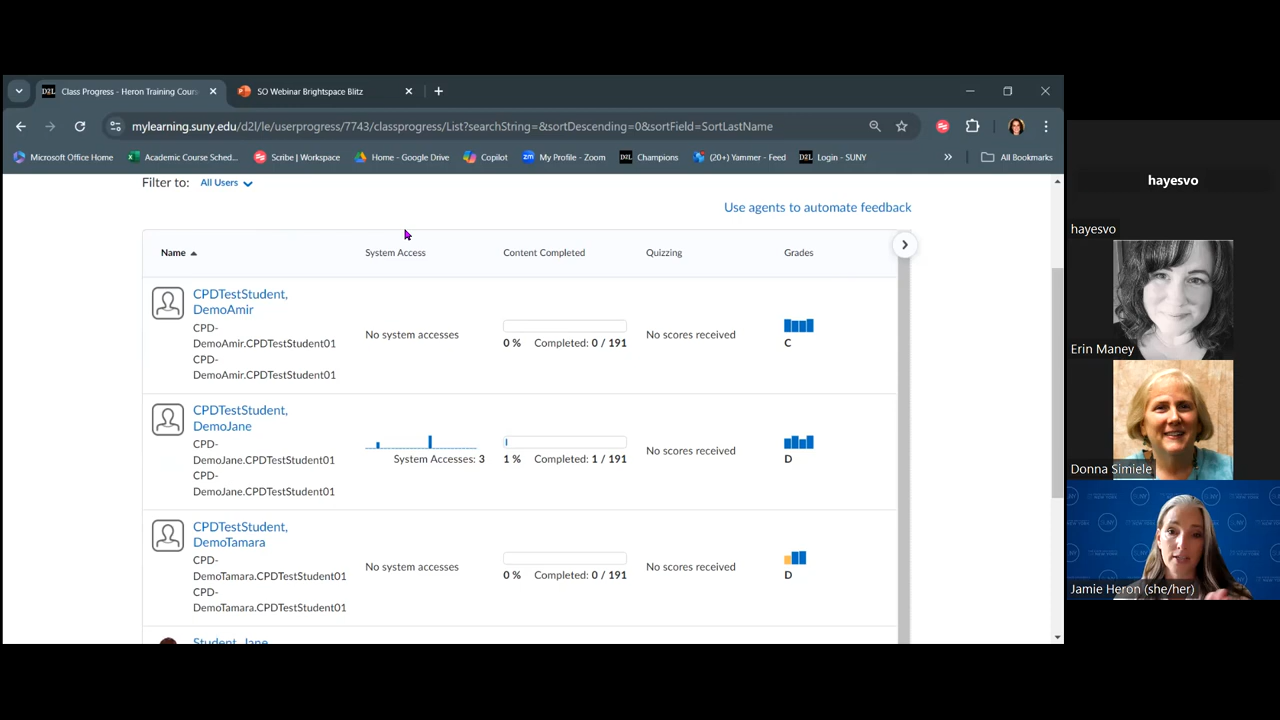 Class Progress - Heron Training Cour
SO Webinar Brightspace Blitz
mylearning.suny.edu/d2l/le/userprogress/7743/classprogress/List?searchString=&sortDescending=0&sortField=SortLastName
Microsoft Office Home
Academic Course Sched...
Scribe | Workspace
Home - Google Drive
Copilot
My Profile - Zoom
D2L
Champions
(20+) Yammer - Feed
D2L
Login - SUNY
All Bookmarks
Filter to: All Users
Use agents to automate feedback
Name
System Access
Content Completed
Quizzing
Grades
CPDTestStudent,
DemoAmir
CPD-
DemoAmir.CPDTestStudent01
CPD-
DemoAmir.CPDTestStudent01
No system accesses
0 % Completed: 0 / 191
No scores received
C
CPDTestStudent,
DemoJane
CPD-
DemoJane.CPDTestStudent01
CPD-
DemoJane.CPDTestStudent01
System Accesses: 3
1 % Completed: 1 / 191
No scores received
D
CPDTestStudent,
DemoTamara
CPD-
DemoTamara.CPDTestStudent01
CPD-
DemoTamara.CPDTestStudent01
No system accesses
0 % Completed: 0 / 191
No scores received
D
Student, Jane
hayesvo
hayesvo
Erin Maney
Donna Simiele
Jamie Heron (she/her)